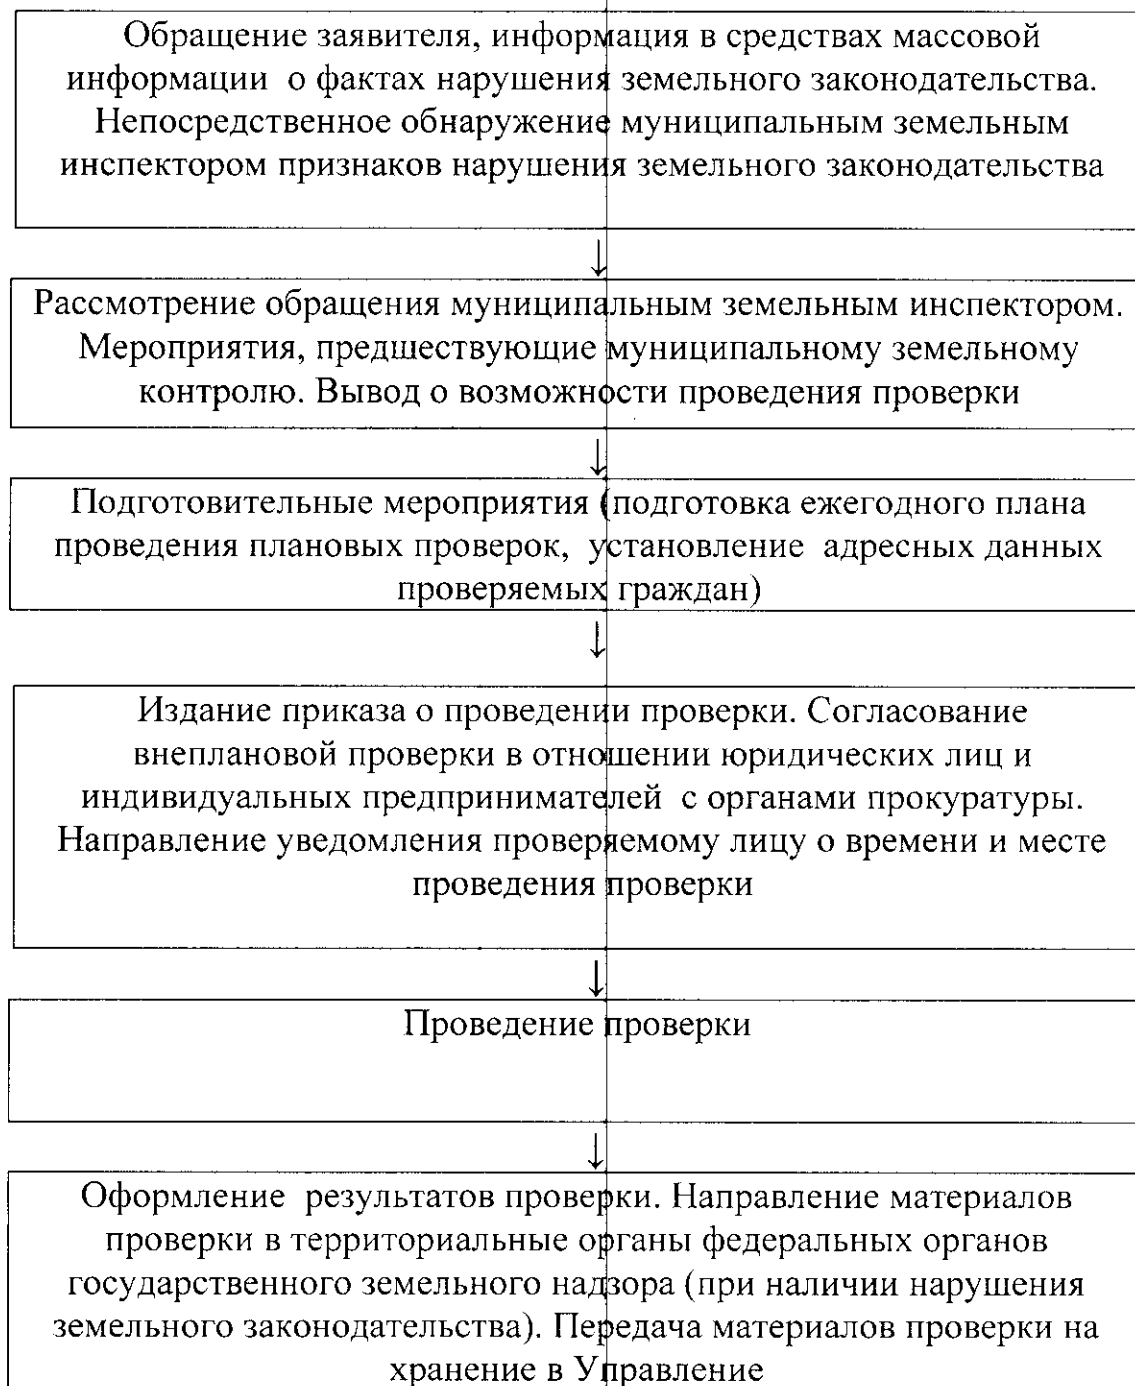 Обращение заявителя, информация в средствах массовой
информации о фактах нарушения земельного законодательства.
Непосредственное обнаружение муниципальным земельным
инспектором признаков нарушения земельного законодательства
↓
Рассмотрение обращения муниципальным земельным инспектором.
Мероприятия, предшествующие муниципальному земельному
контролю. Вывод о возможности проведения проверки
↓
Подготовительные мероприятия (подготовка ежегодного плана
проведения плановых проверок, установление адресных данных
проверяемых граждан)
↓
Издание приказа о проведении проверки. Согласование
внеплановой проверки в отношении юридических лиц и
индивидуальных предпринимателей с органами прокуратуры.
Направление уведомления проверяемому лицу о времени и месте
проведения проверки
↓
Проведение проверки
↓
Оформление результатов проверки. Направление материалов
проверки в территориальные органы федеральных органов
государственного земельного надзора (при наличии нарушения
земельного законодательства). Передача материалов проверки на
хранение в Управление